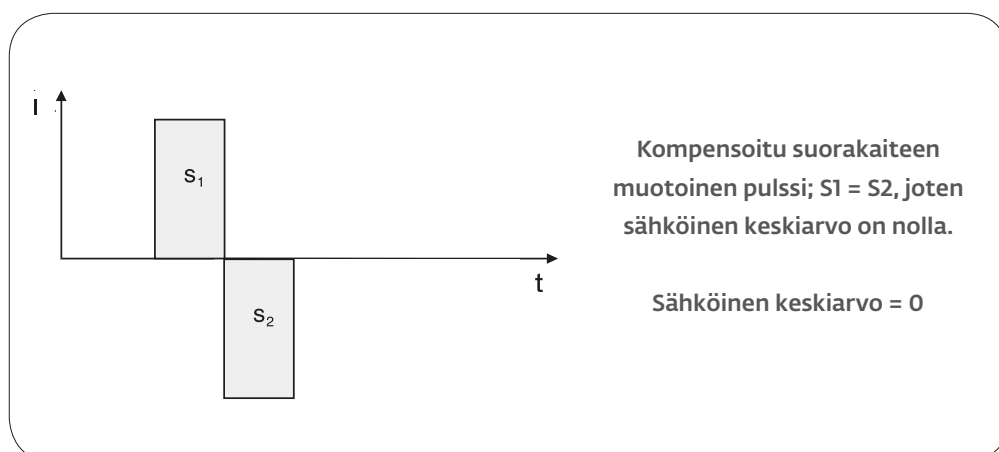 i
S1
S2
t
Kompensoitu suorakaiteen
muotoinen pulssi; S1 = S2, joten
sähköinen keskiarvo on nolla.
Sähköinen keskiarvo = 0